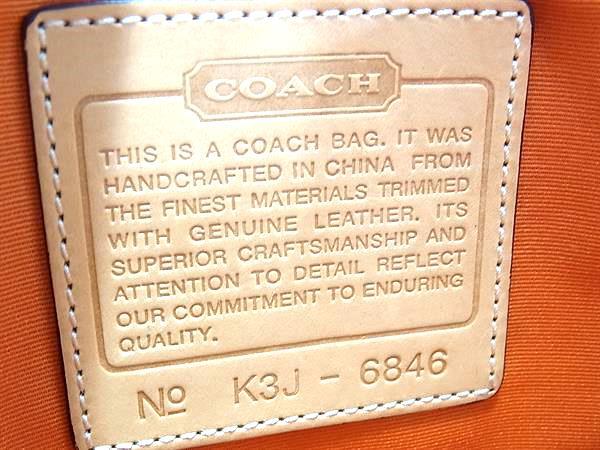 COACH
THIS IS A COACH BAG. IT WAS
HANDCRAFTED IN CHINA FROM
THE FINEST MATERIALS TRIMMED
WITH GENUINE LEATHER. ITS
SUPERIOR CRAFTSMANSHIP AND
ATTENTION TO DETAIL REFLECT
OUR COMMITMENT TO ENDURING
QUALITY.
№ K3J - 6846